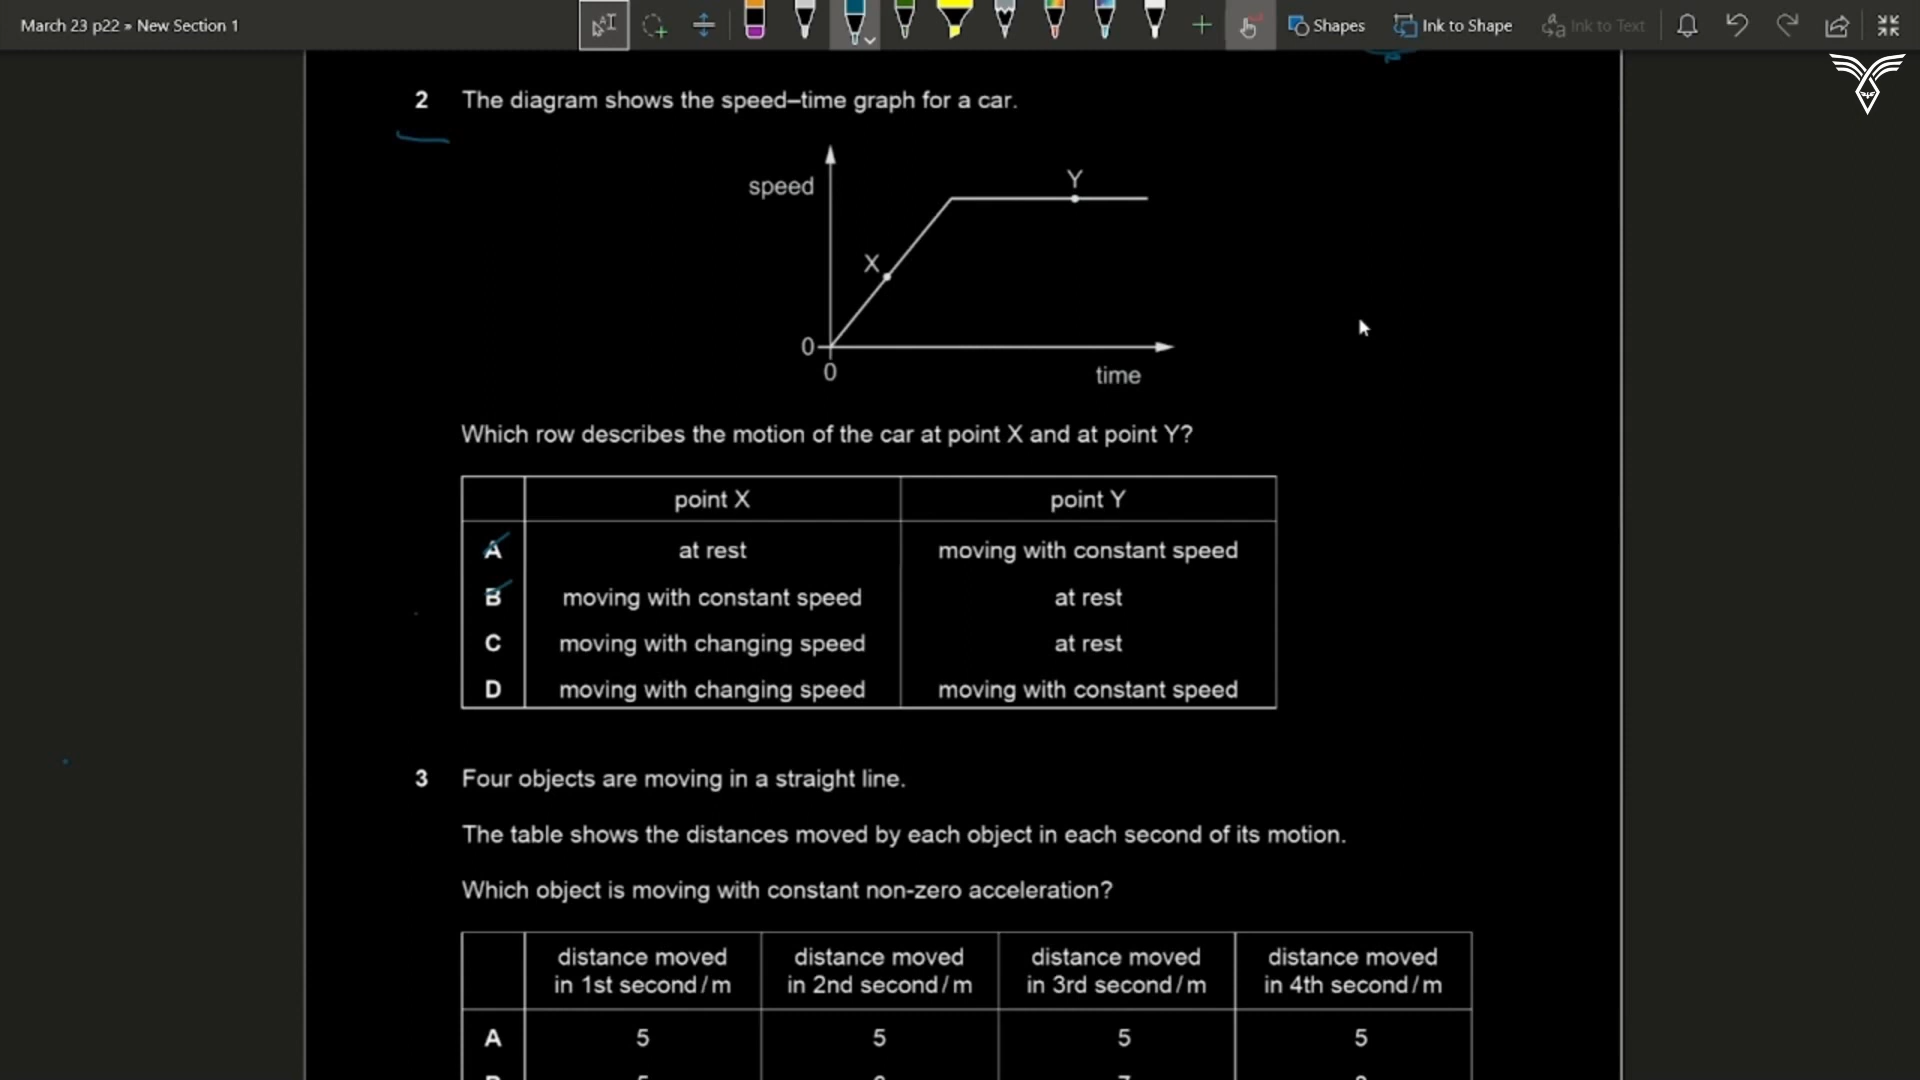 March 23 p22 » New Section 1
Shapes
Ink to Shape
Ink to Text
2 The diagram shows the speed–time graph for a car.
speed
Y
X
0
0
time
Which row describes the motion of the car at point X and at point Y?
point X point Y
A at rest moving with constant speed
B moving with constant speed at rest
C moving with changing speed at rest
D moving with changing speed moving with constant speed
3 Four objects are moving in a straight line.
The table shows the distances moved by each object in each second of its motion.
Which object is moving with constant non-zero acceleration?
distance moved distance moved distance moved distance moved
in 1st second / m in 2nd second / m in 3rd second / m in 4th second / m
A 5 5 5 5